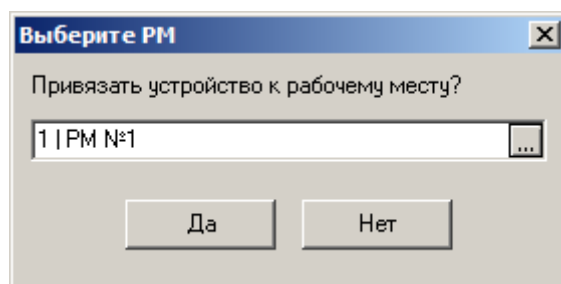 Выберите РМ
Привязать устройство к рабочему месту?
1 | РМ №1
...
Да
Нет